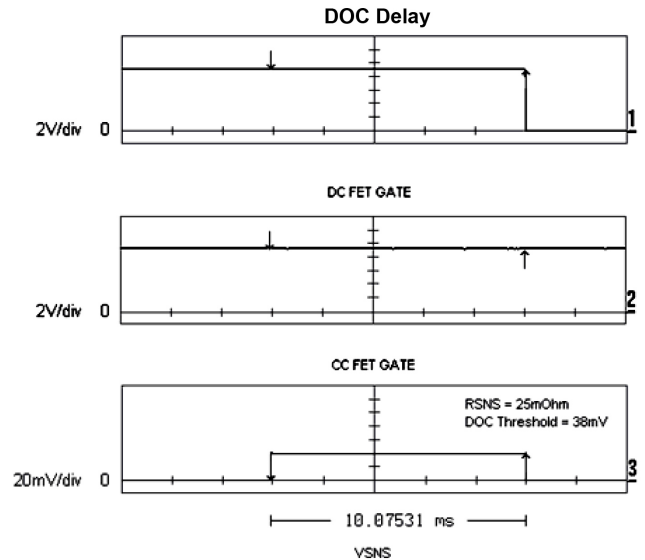 DOC Delay
2V/div 0
1
DC FET GATE
2V/div 0
2
CC FET GATE
RSNS = 25mOhm
DOC Threshold = 38mV
20mV/div 0
3
10.07531 ms
VSNS